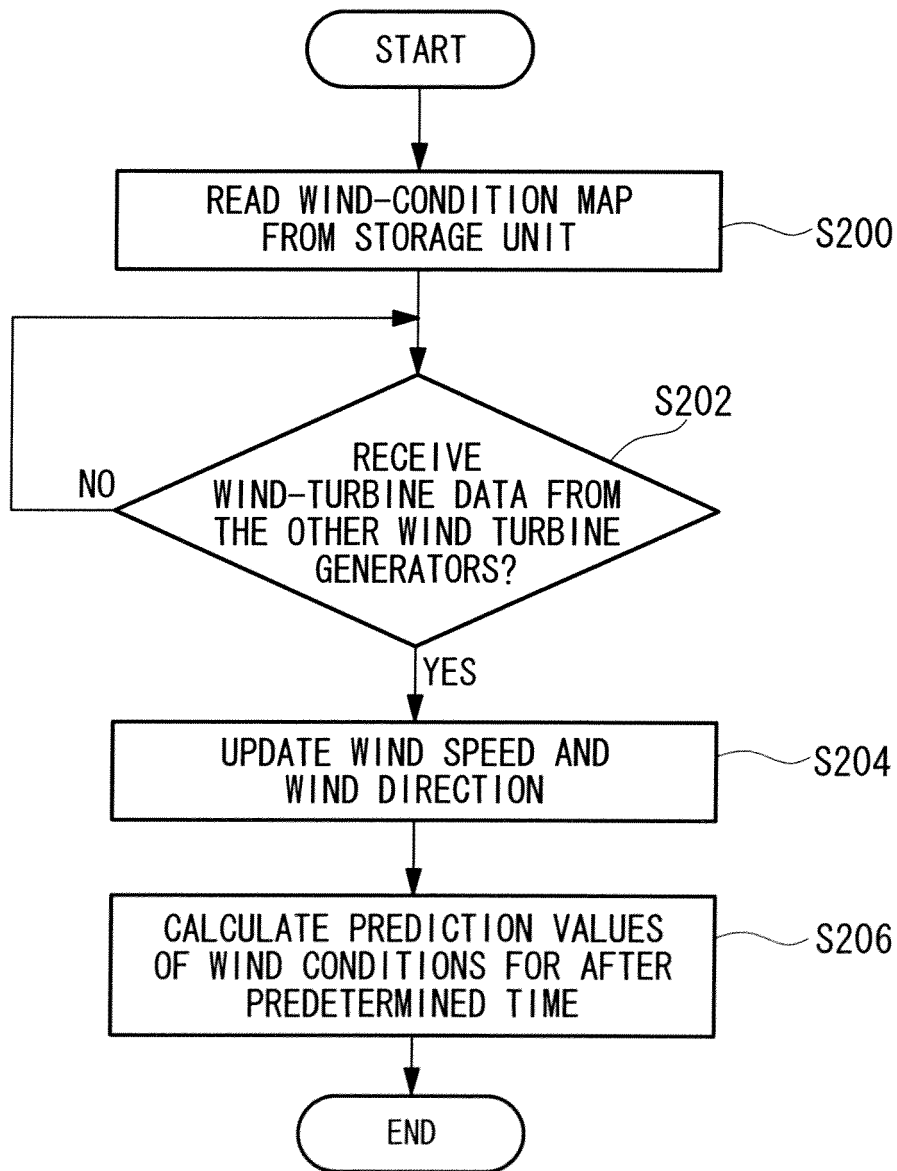 START
READ WIND-CONDITION MAP
FROM STORAGE UNIT
S200
S202
RECEIVE
WIND-TURBINE DATA FROM
THE OTHER WIND TURBINE
GENERATORS?
NO
YES
UPDATE WIND SPEED AND
WIND DIRECTION
S204
CALCULATE PREDICTION VALUES
OF WIND CONDITIONS FOR AFTER
PREDETERMINED TIME
S206
END